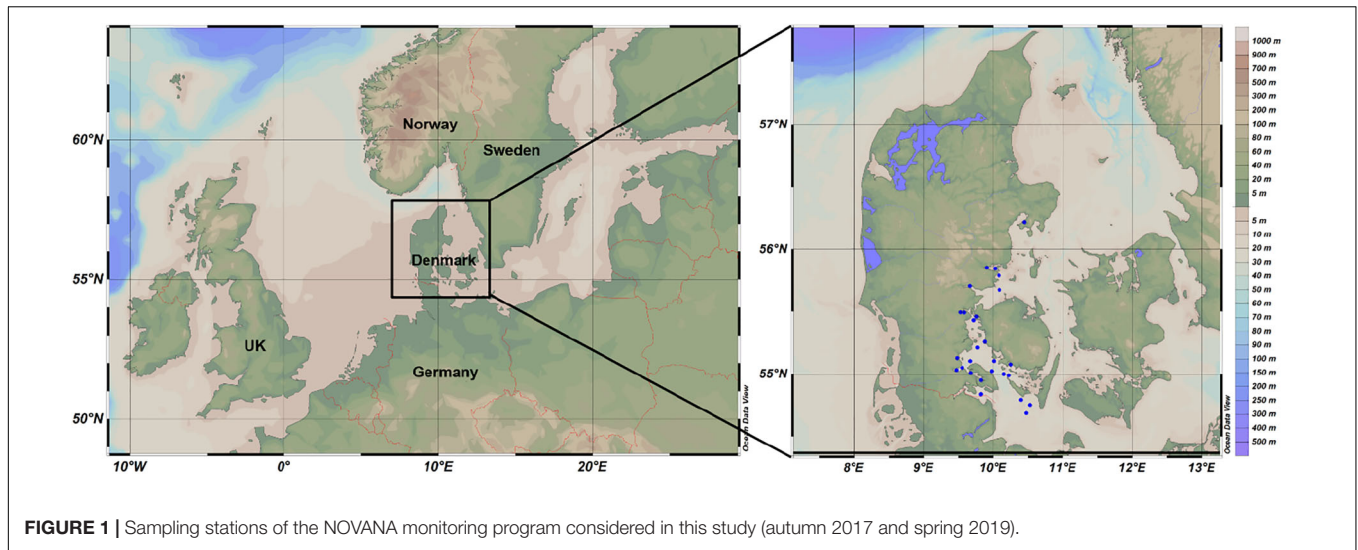 Norway
Sweden
Denmark
UK
Germany
60°N
55°N
50°N
10°W
0°
10°E
20°E
Ocean Data View
57°N
56°N
55°N
8°E
9°E
10°E
11°E
12°E
13°E
Ocean Data View
1000 m
900 m
700 m
500 m
300 m
200 m
100 m
80 m
60 m
40 m
20 m
5 m
5 m
10 m
20 m
30 m
40 m
50 m
60 m
70 m
80 m
90 m
100 m
150 m
200 m
250 m
300 m
400 m
500 m
FIGURE 1 | Sampling stations of the NOVANA monitoring program considered in this study (autumn 2017 and spring 2019).